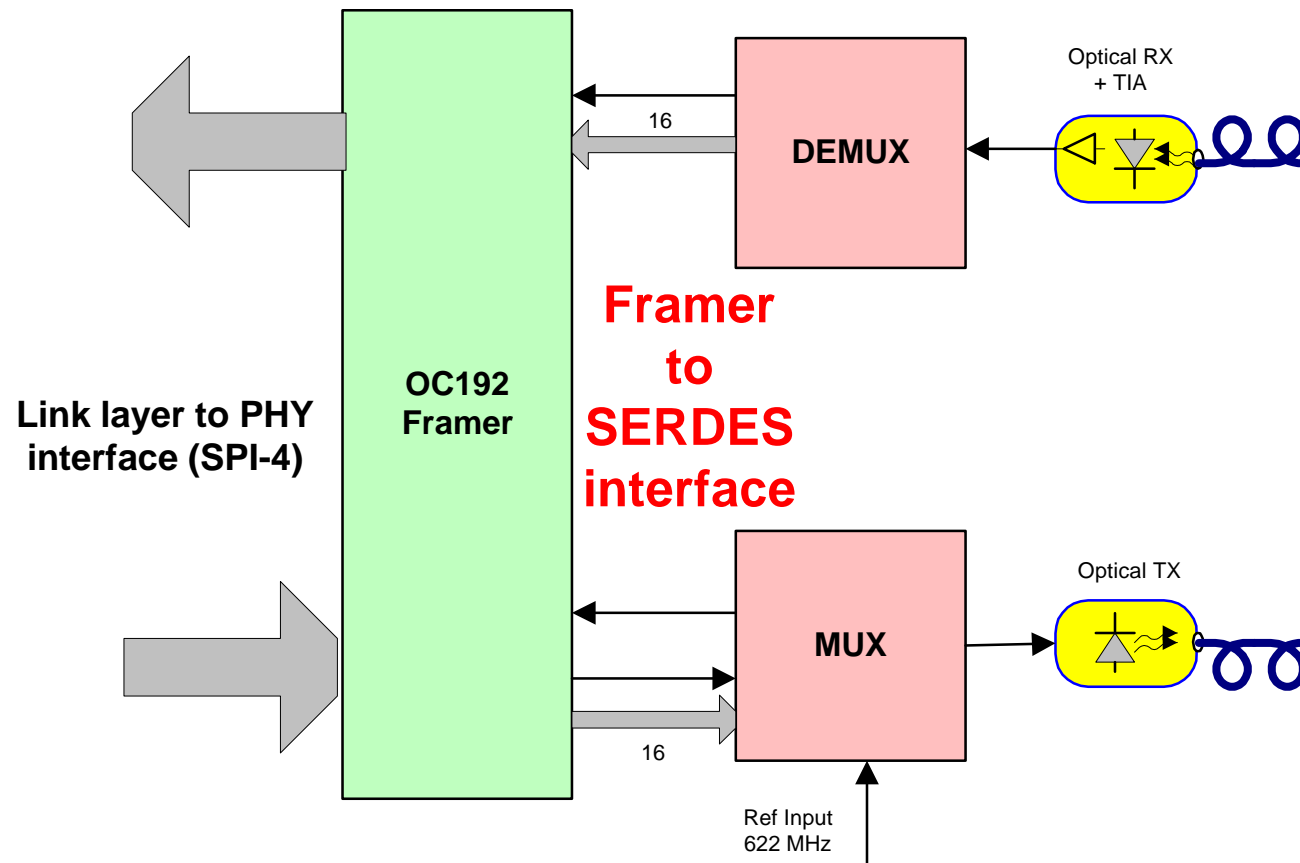 Optical RX
+ TIA
16
DEMUX
Framer
to
SERDES
interface
OC192
Framer
Link layer to PHY
interface (SPI-4)
Optical TX
MUX
16
Ref Input
622 MHz